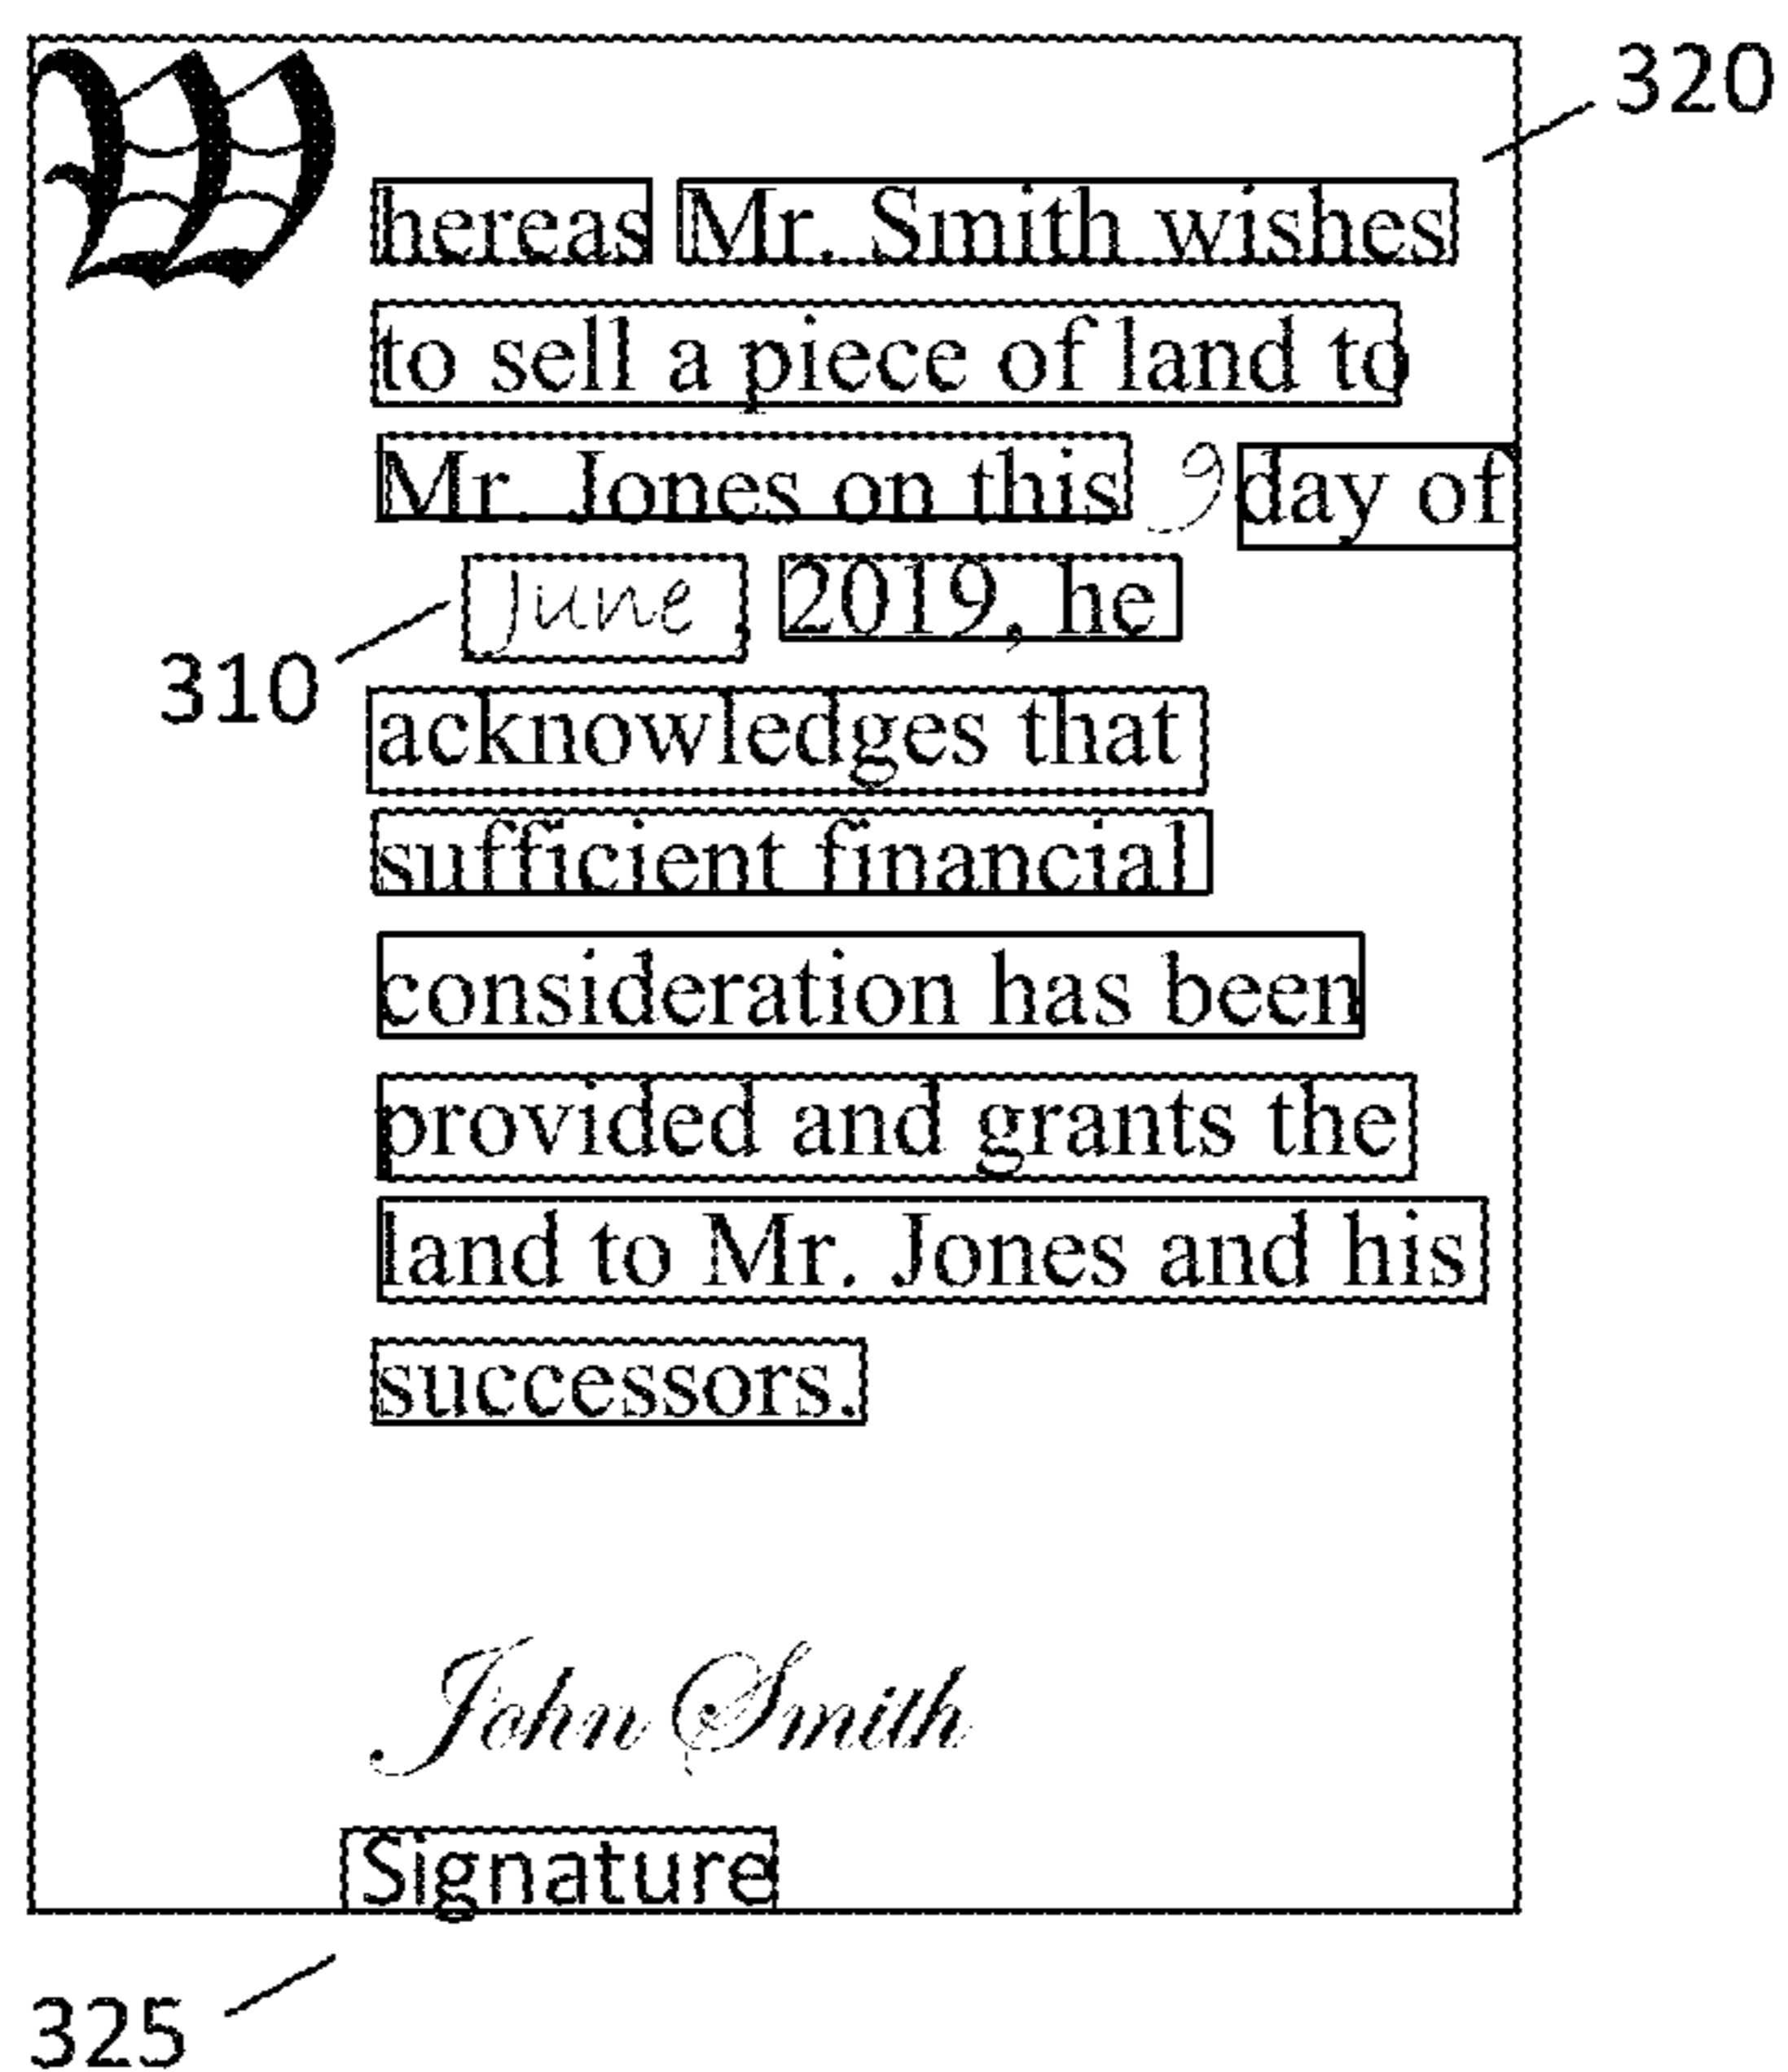 320
Whereas Mr. Smith wishes
to sell a piece of land to
Mr. Jones on this 9 day of
June, 2019, he
310
acknowledges that
sufficient financial
consideration has been
provided and grants the
land to Mr. Jones and his
successors.
John Smith
Signature
325